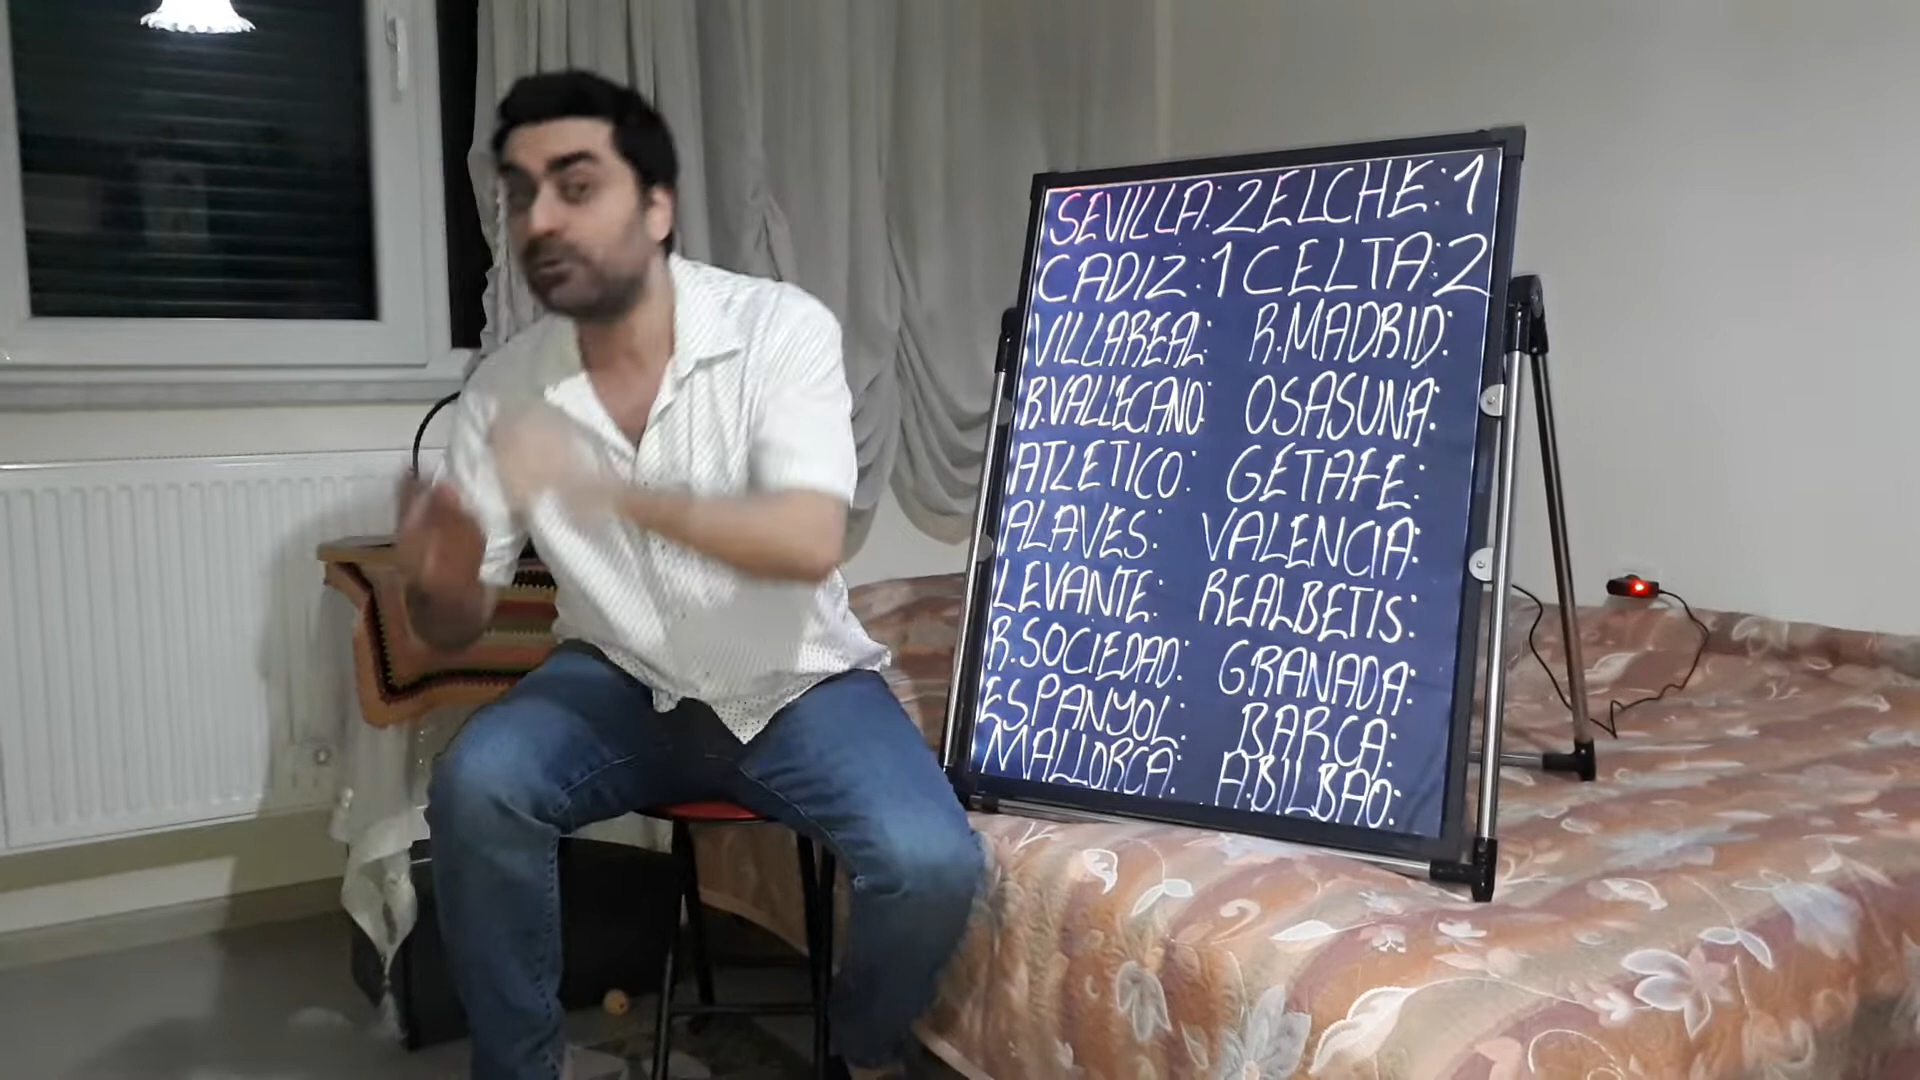 SEVILLA: 2 ELCHE: 1
CADIZ: 1 CELTA: 2
VILLAREAL: R.MADRID:
R.VALLECANO: OSASUNA:
ATLETICO: GETAFE:
ALAVES: VALENCIA:
LEVANTE: REALBETIS:
R.SOCIEDAD: GRANADA:
ESPANYOL: BARCA:
MALLORCA: A.BILBAO: